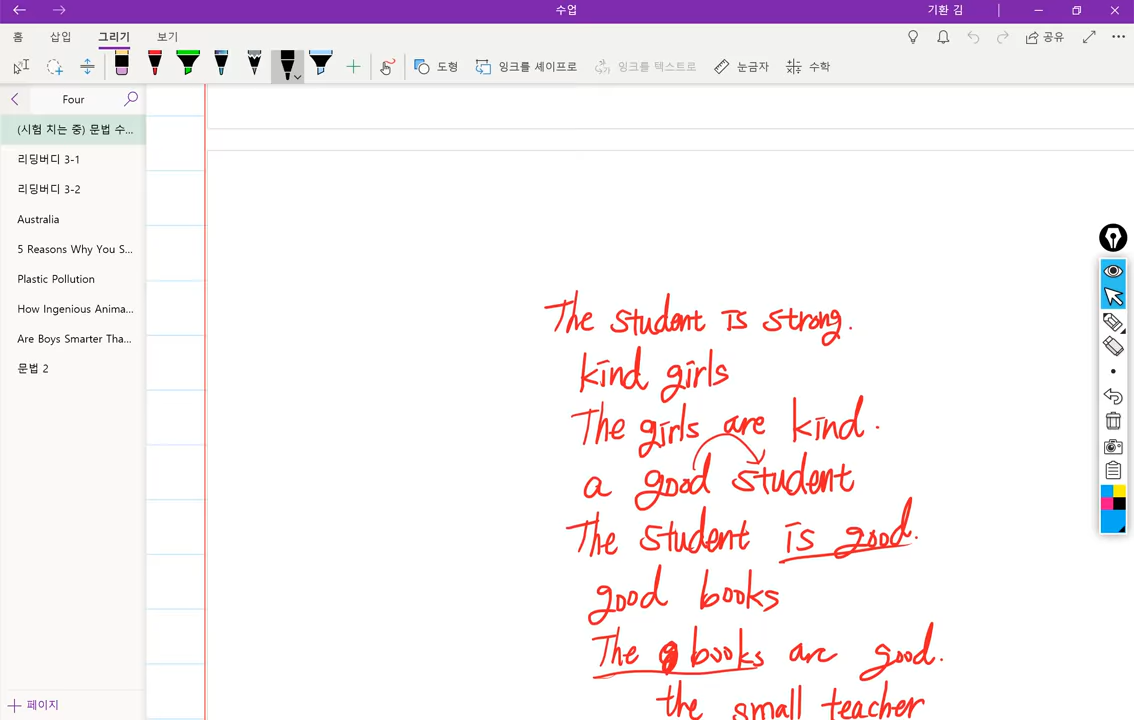 수업
기환 김
홈 삽입 그리기 보기
공유
도형 잉크를 셰이프로 잉크를 텍스트로 눈금자 수학
Four
(시험 치는 중) 문법 수...
리딩버디 3-1
리딩버디 3-2
Australia
5 Reasons Why You S...
Plastic Pollution
How Ingenious Anima...
Are Boys Smarter Tha...
문법 2
페이지
The student is strong.
kind girls
The girls are kind.
a good student
The student is good.
good books
The books are good.
the small teacher